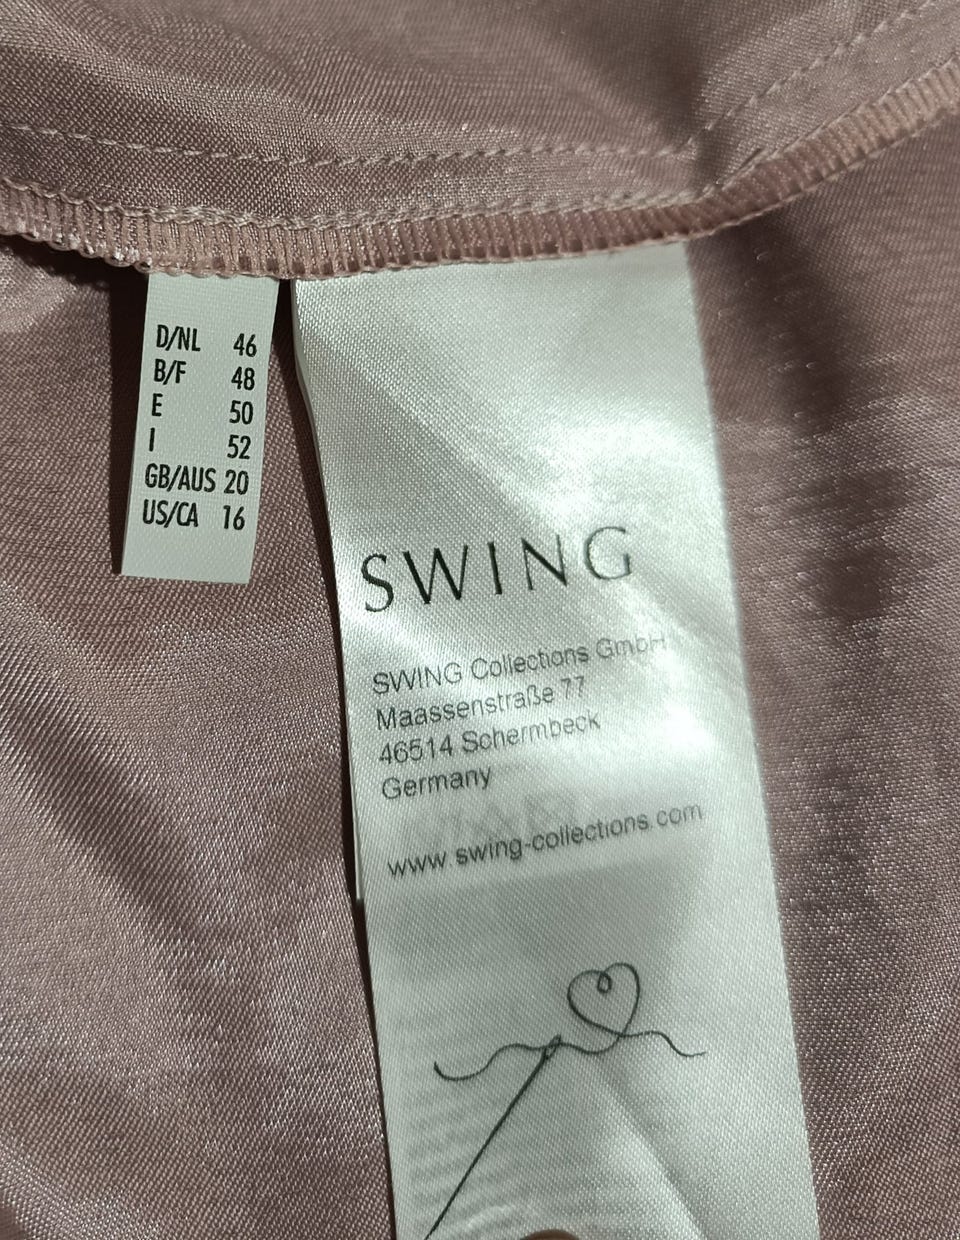 D/NL 46
B/F 48
E 50
I 52
GB/AUS 20
US/CA 16
SWING
SWING Collections GmbH
Maassenstraße 77
46514 Schermbeck
Germany
www.swing-collections.com